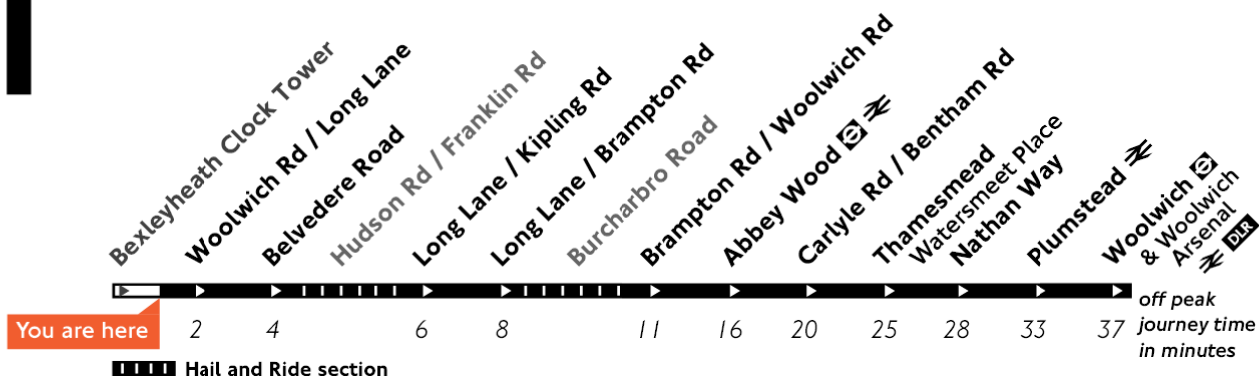 Bexleyheath Clock Tower
Woolwich Rd / Long Lane
Belvedere Road
Hudson Rd / Franklin Rd
Long Lane / Kipling Rd
Long Lane / Brampton Rd
Burcharbro Road
Brampton Rd / Woolwich Rd
Abbey Wood
Carlyle Rd / Bentham Rd
Thamesmead
Watersmeet Place
Nathan Way
Plumstead
Woolwich
& Woolwich
Arsenal
DLR
You are here
2 4 6 8 11 16 20 25 28 33 37
off peak
journey time
in minutes
Hail and Ride section